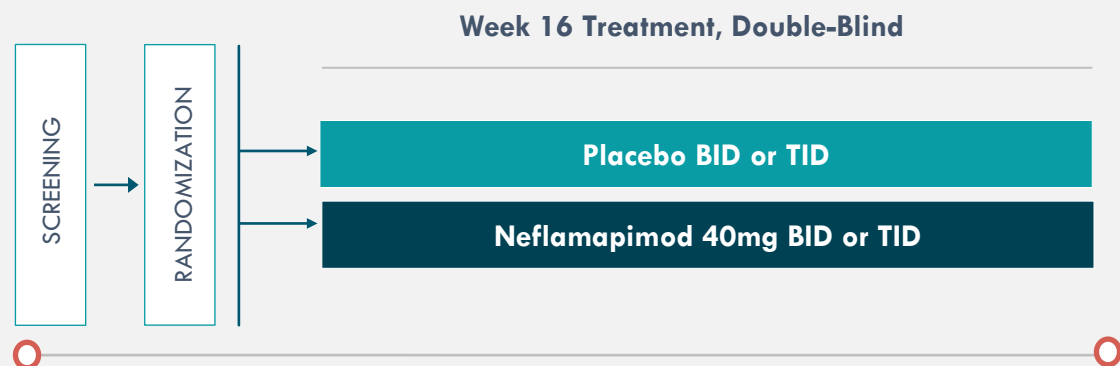 Week 16 Treatment, Double-Blind
SCREENING
RANDOMIZATION
Placebo BID or TID
Neflamapimod 40mg BID or TID